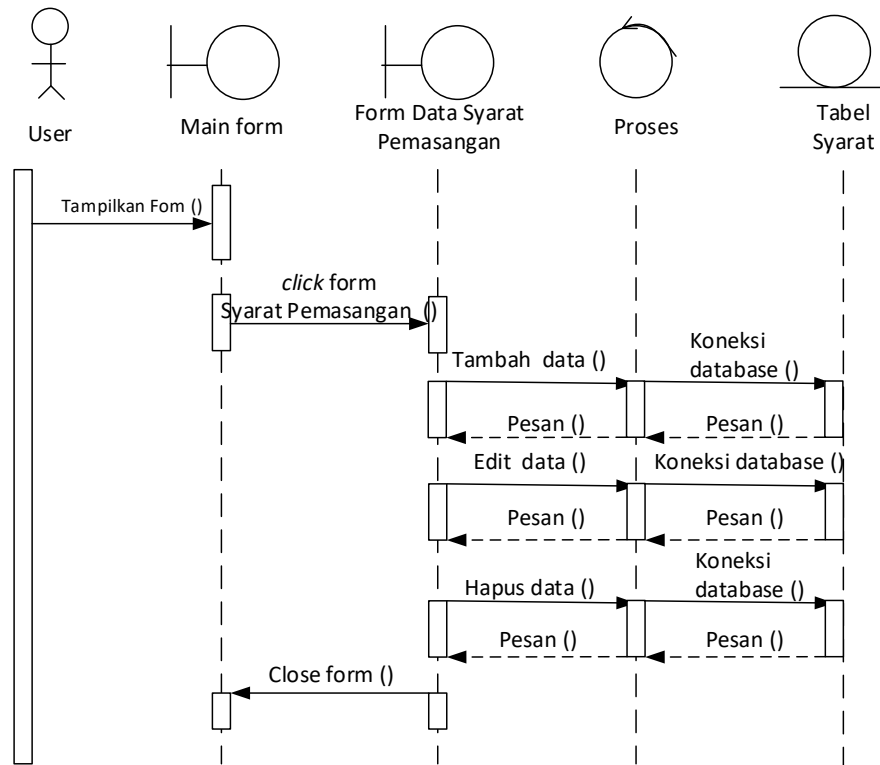 User
Main form
Form Data Syarat
Pemasangan
Proses
Tabel
Syarat
Tampilkan Fom ()
click form
Syarat Pemasangan ()
Tambah data ()
Koneksi
database ()
Pesan ()
Pesan ()
Edit data ()
Koneksi database ()
Pesan ()
Pesan ()
Koneksi
database ()
Hapus data ()
Pesan ()
Pesan ()
Close form ()